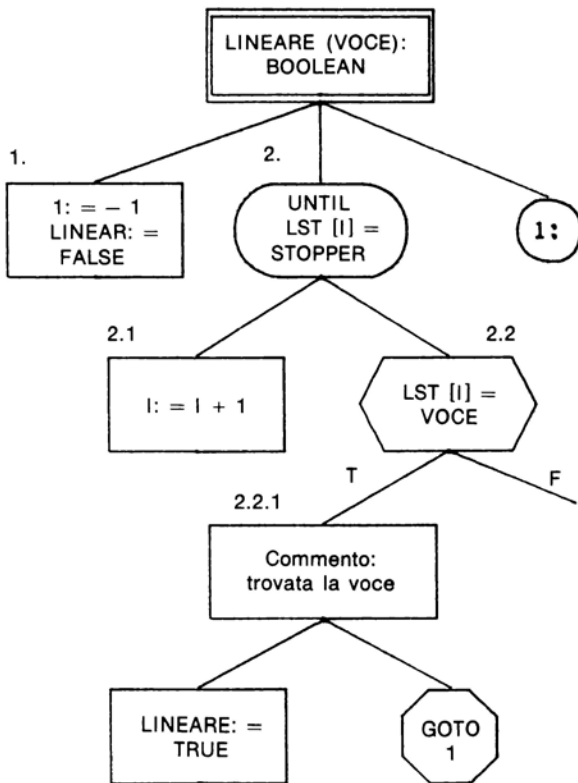 LINEARE (VOCE):
BOOLEAN
1.
2.
1: = – 1
LINEAR: =
FALSE
UNTIL
LST [I] =
STOPPER
1:
2.1
2.2
I: = I + 1
LST [I] =
VOCE
T
F
2.2.1
Commento:
trovata la voce
LINEARE: =
TRUE
GOTO
1